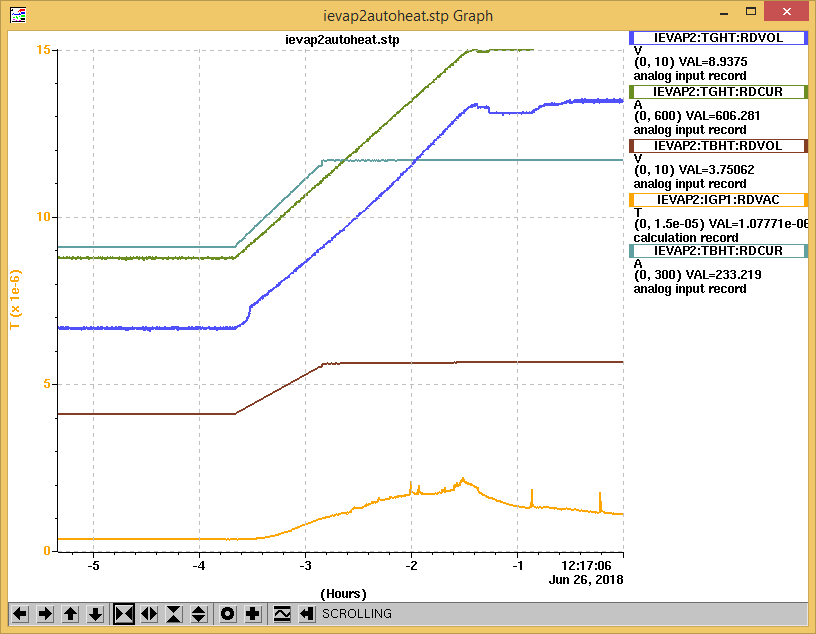 ievap2autoheat.stp Graph
ievap2autoheat.stp
15
10
5
0
T (x 1e-6)
-5
-4
-3
-2
-1
12:17:06
Jun 26, 2018
(Hours)
IEVAP2:TGHT:RDVOL
V
(0, 10) VAL=8.9375
analog input record
IEVAP2:TGHT:RDCUR
A
(0, 600) VAL=606.281
analog input record
IEVAP2:TBHT:RDVOL
V
(0, 10) VAL=3.75062
analog input record
IEVAP2:IGP1:RDVAC
T
(0, 1.5e-05) VAL=1.07771e-06
calculation record
IEVAP2:TBHT:RDCUR
A
(0, 300) VAL=233.219
analog input record
SCROLLING